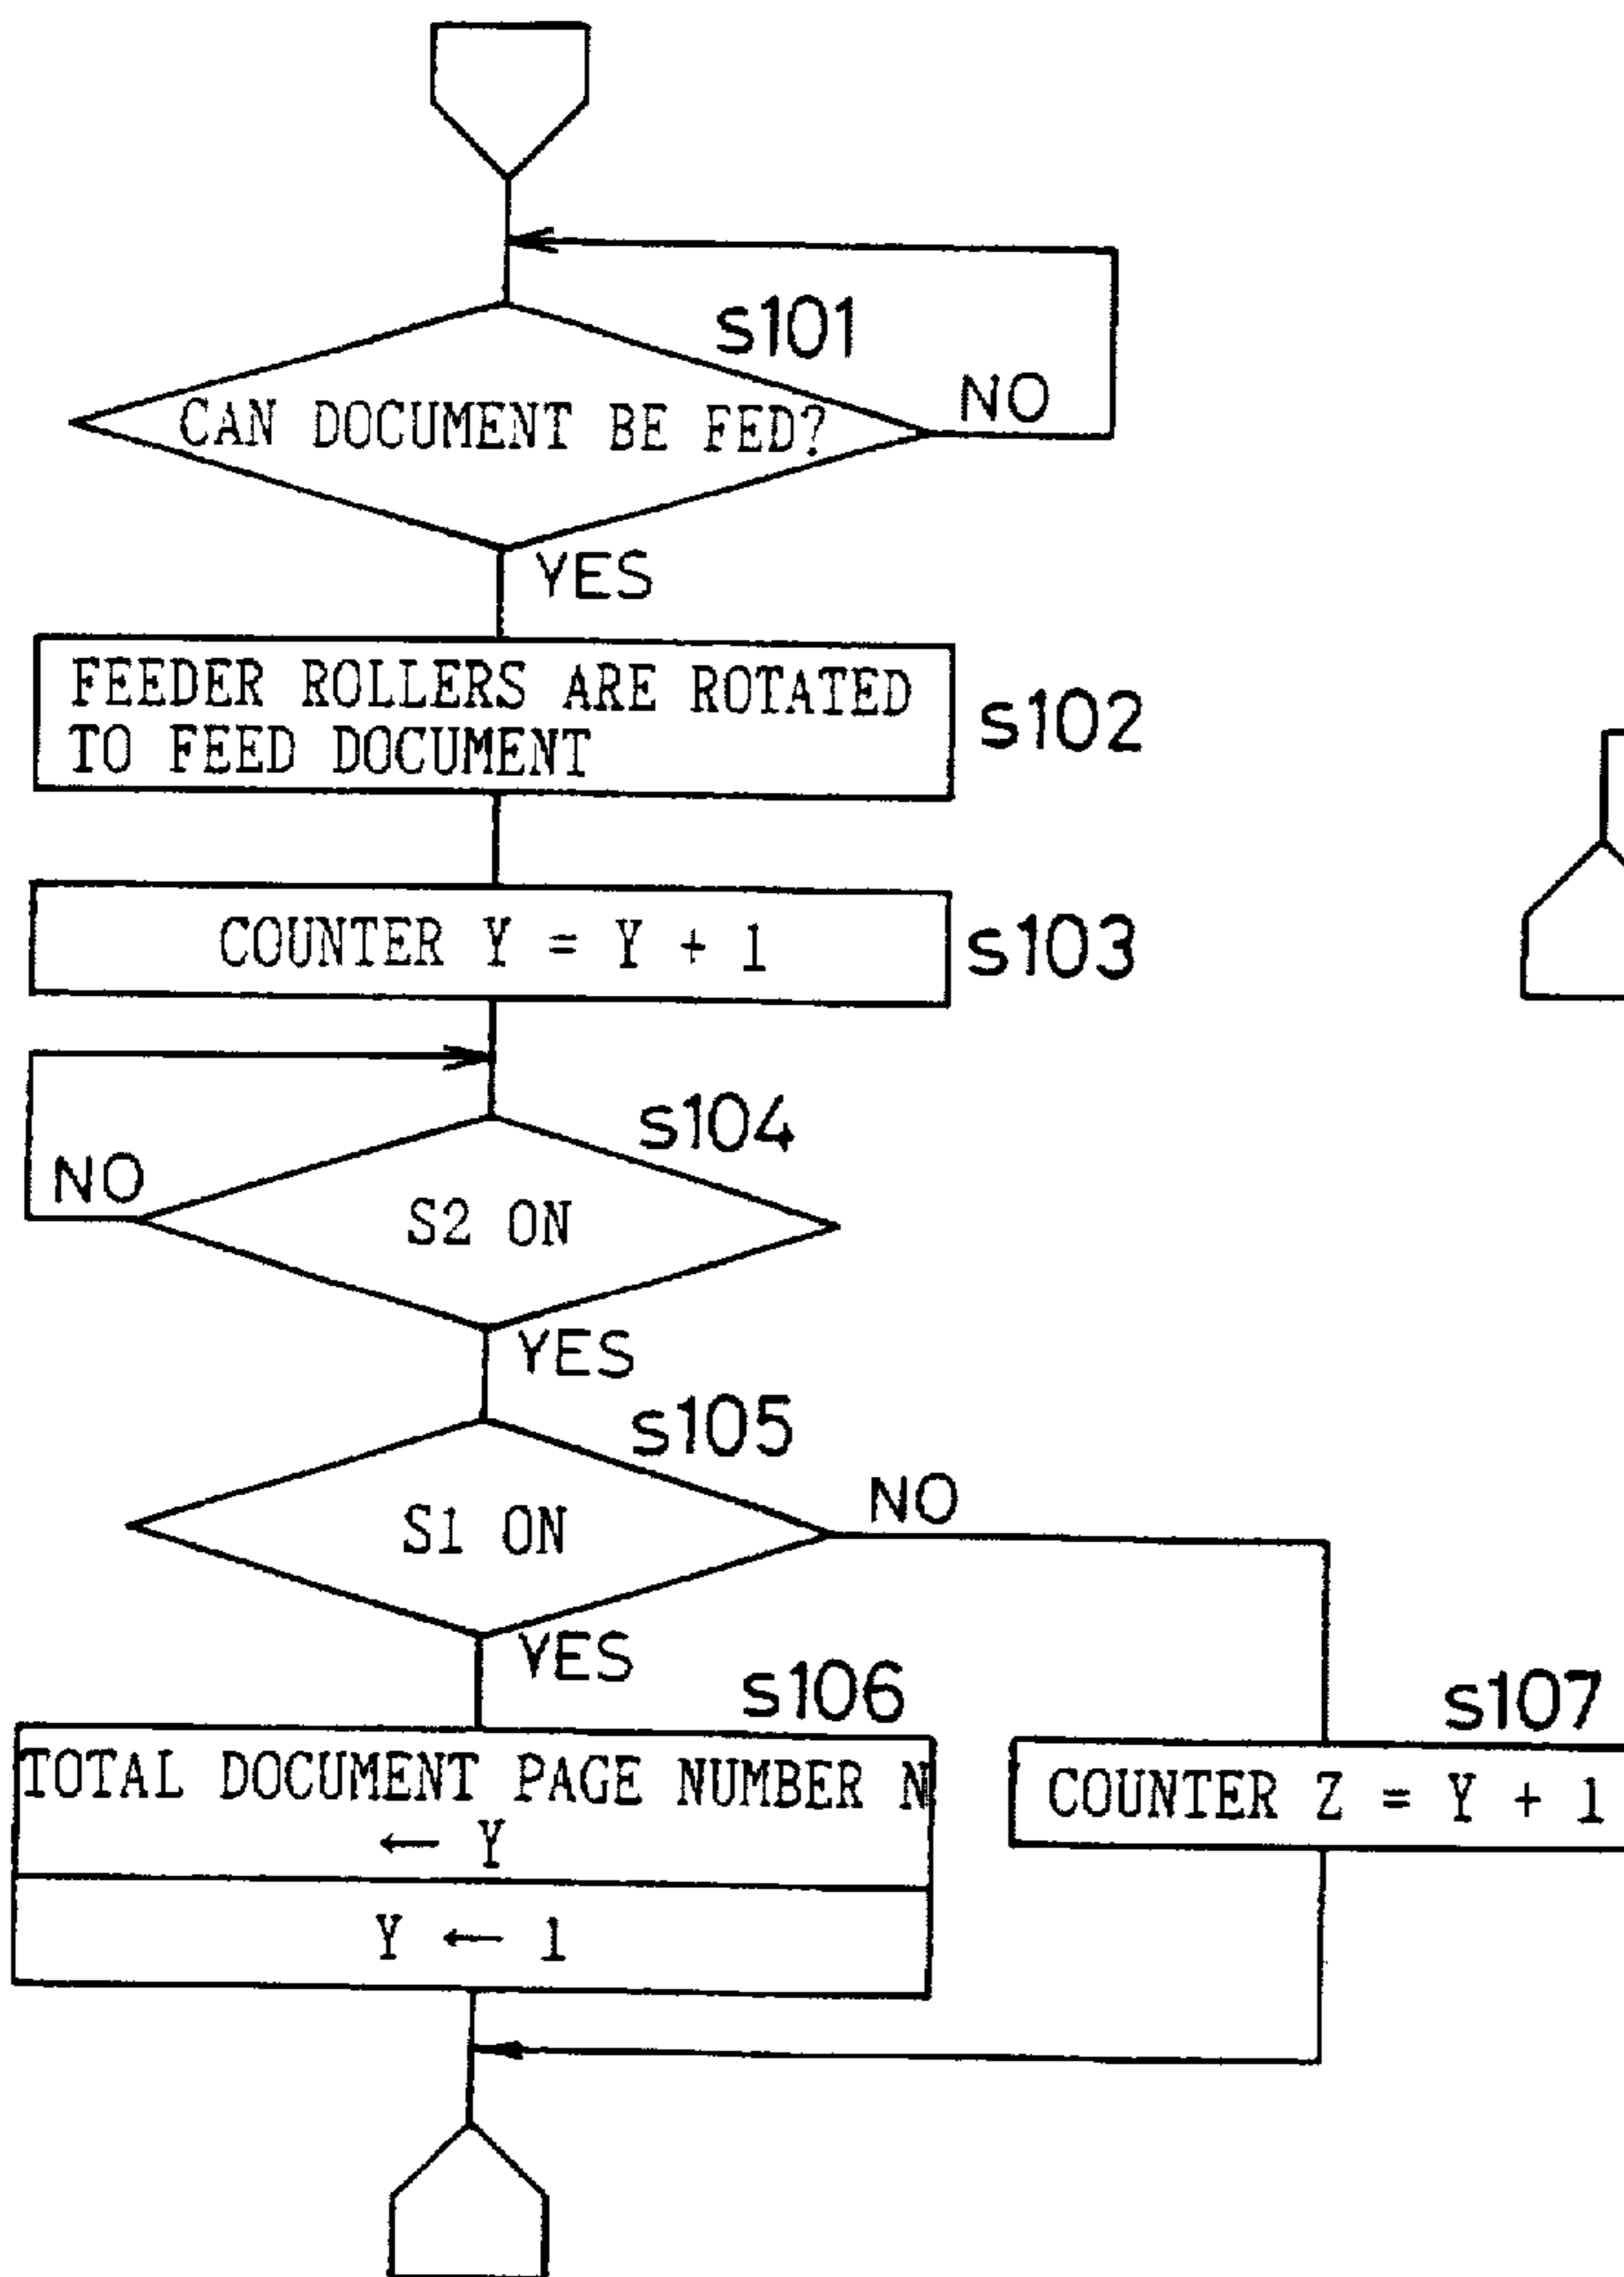 s101
CAN DOCUMENT BE FED?
NO
YES
FEEDER ROLLERS ARE ROTATED
TO FEED DOCUMENT
s102
COUNTER Y = Y + 1
s103
s104
NO
S2 ON
YES
s105
S1 ON
NO
YES
s106
TOTAL DOCUMENT PAGE NUMBER N
← Y
Y ← 1
s107
COUNTER Z = Y + 1